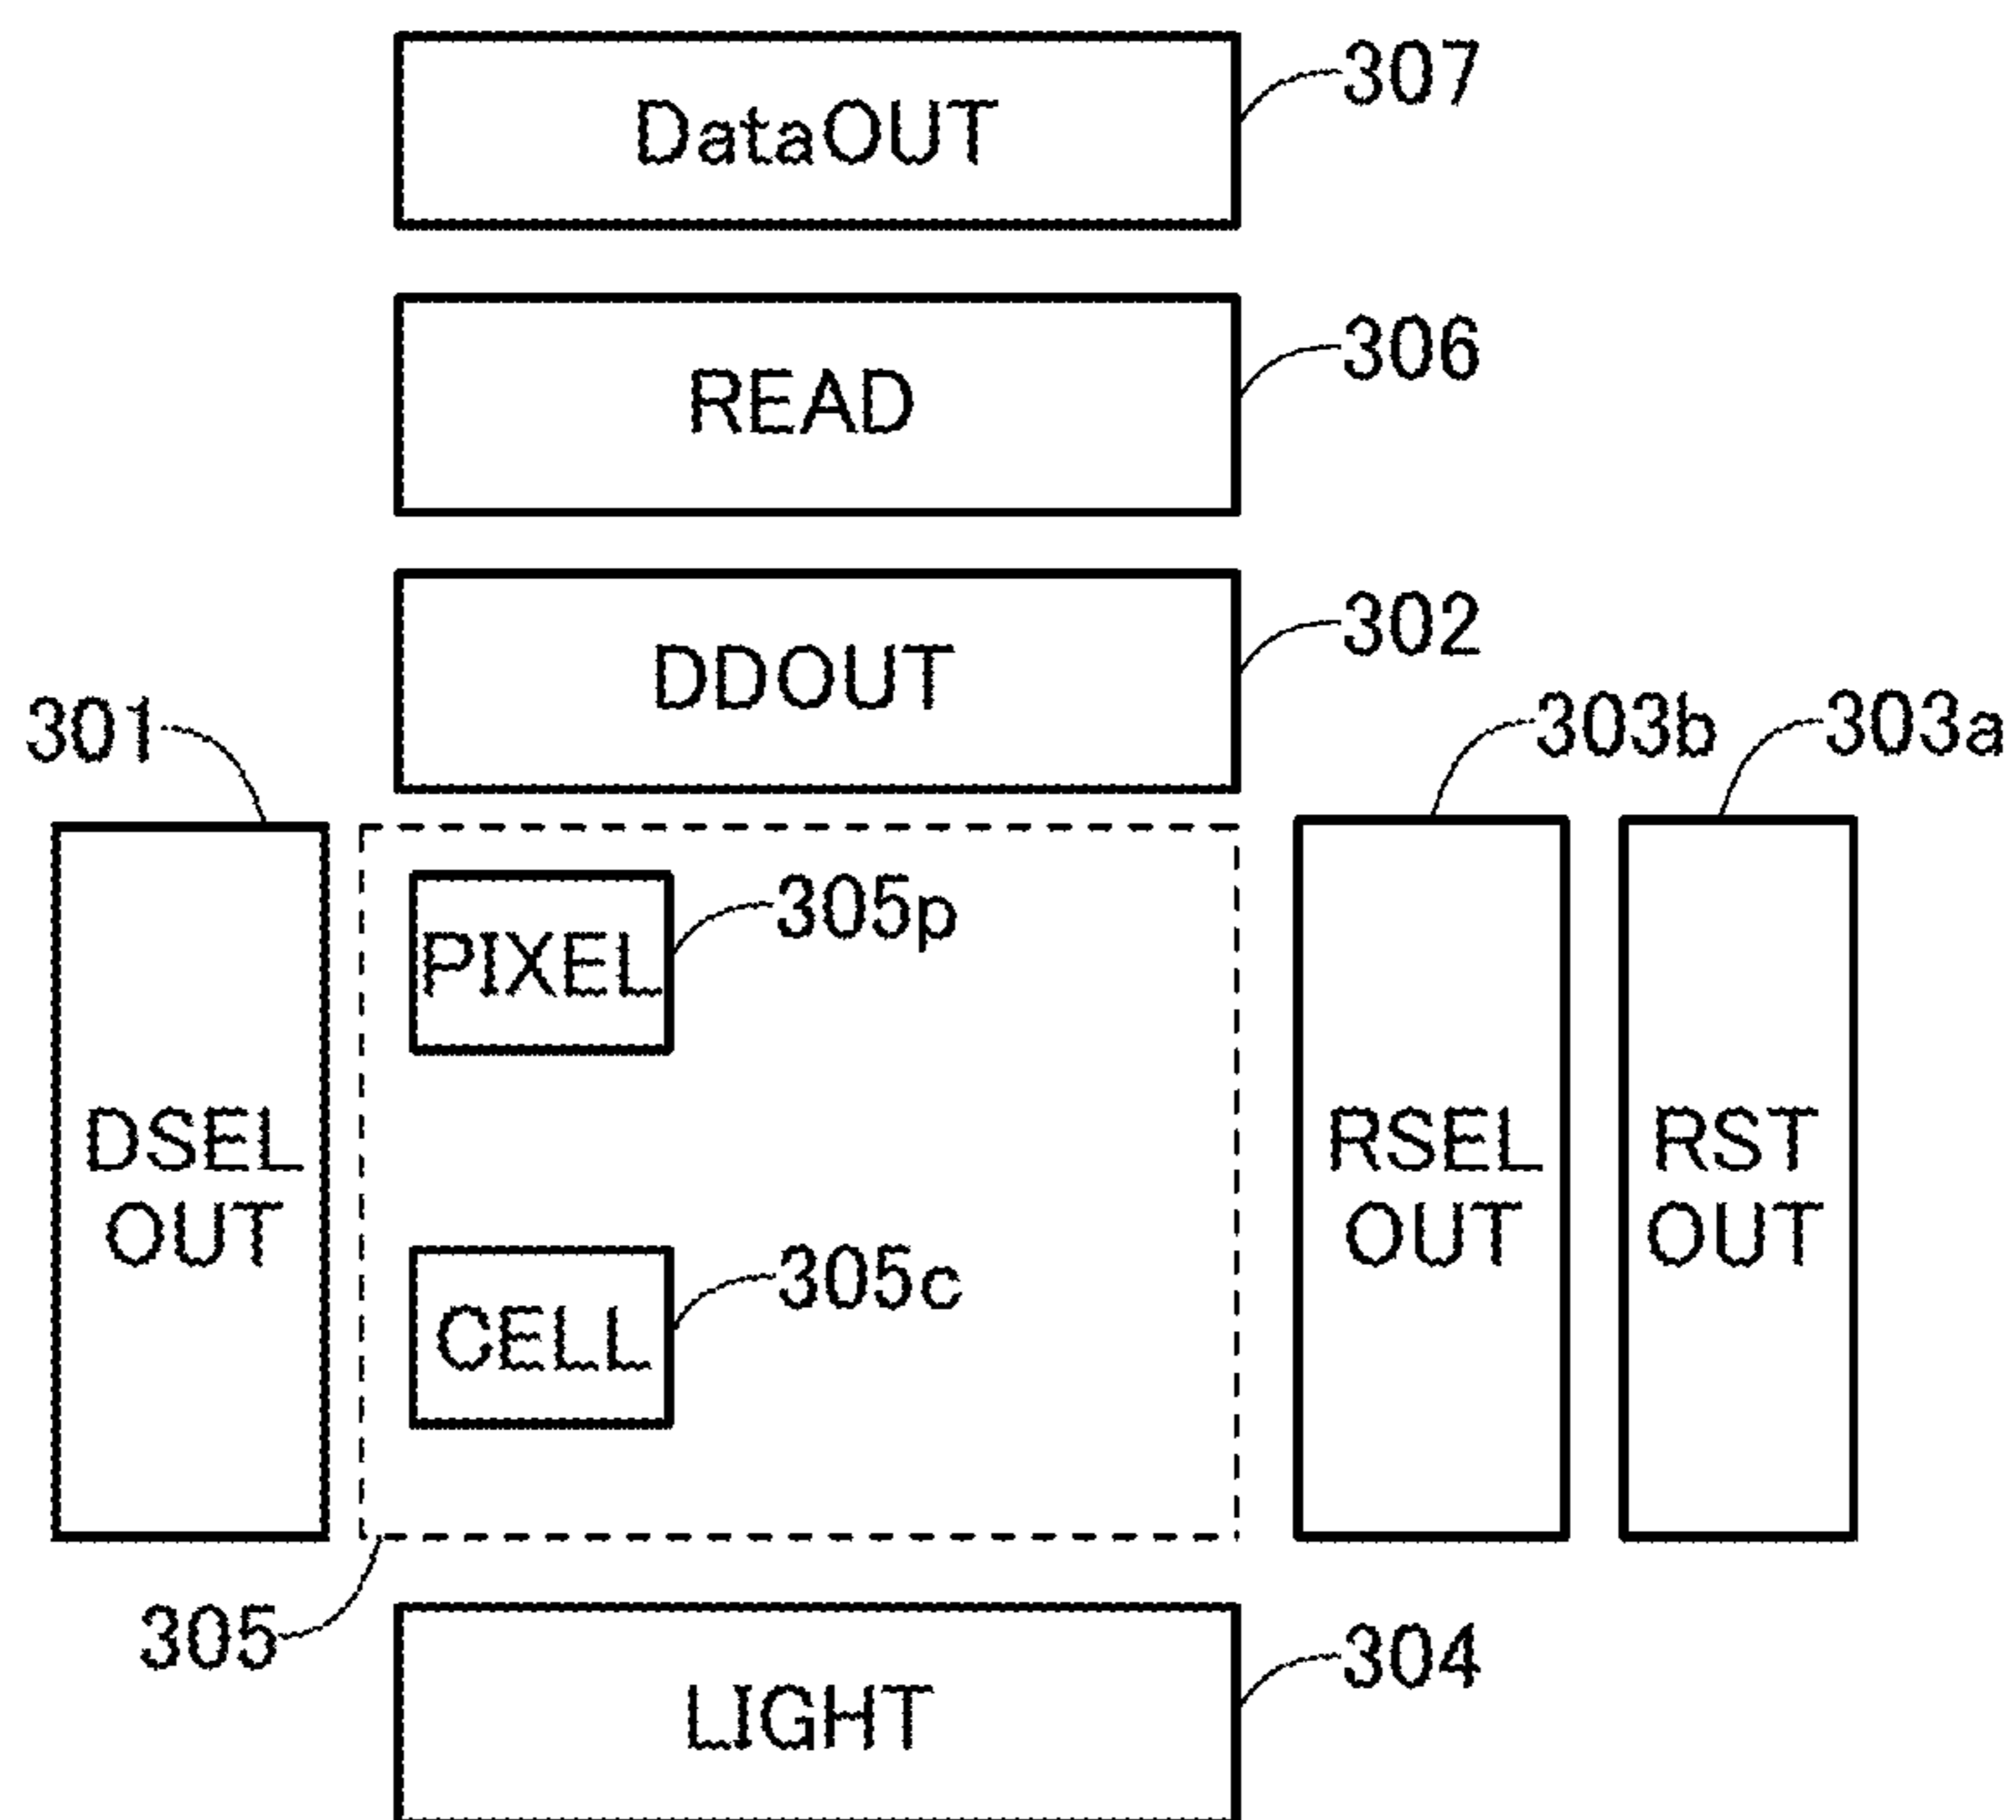 DataOUT
307
READ
306
DDOUT
302
301
303b
303a
PIXEL
305p
DSEL
OUT
RSEL
OUT
RST
OUT
CELL
305c
305
LIGHT
304